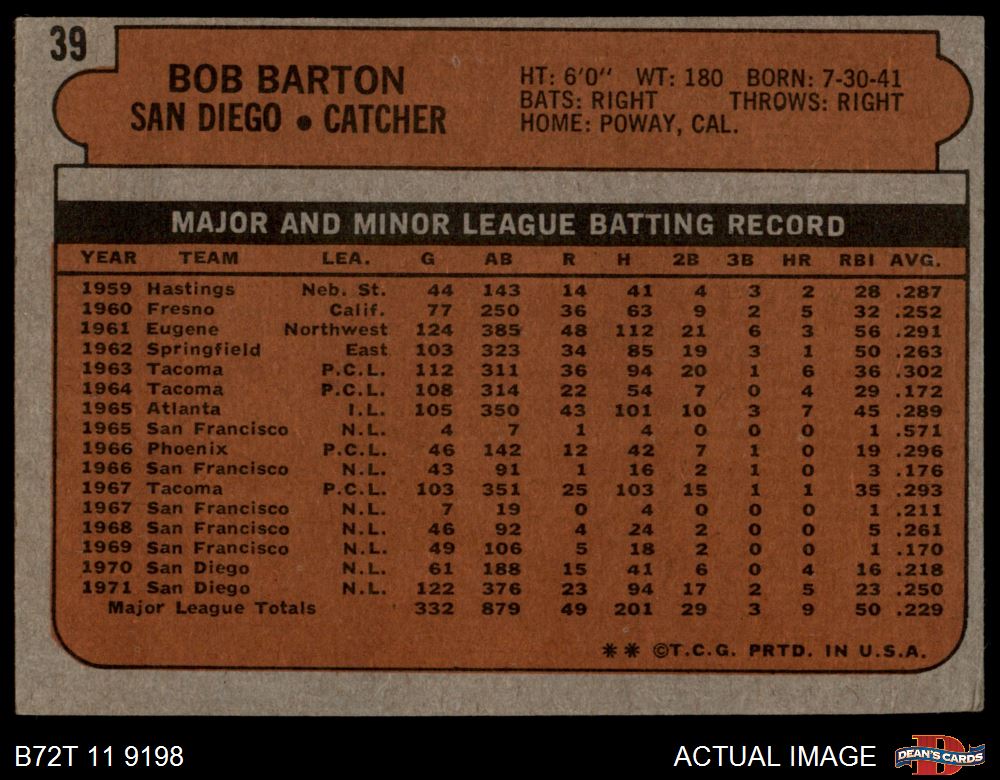 39
BOB BARTON
SAN DIEGO • CATCHER
HT: 6'0" WT: 180 BORN: 7-30-41
BATS: RIGHT THROWS: RIGHT
HOME: POWAY, CAL.
MAJOR AND MINOR LEAGUE BATTING RECORD
YEAR TEAM LEA. G AB R H 2B 3B HR RBI AVG.
1959 Hastings Neb. St. 44 143 14 41 4 3 2 28 .287
1960 Fresno Calif. 77 250 36 63 9 2 5 32 .252
1961 Eugene Northwest 124 385 48 112 21 6 3 56 .291
1962 Springfield East 103 323 34 85 19 3 1 50 .263
1963 Tacoma P.C.L. 112 311 36 94 20 1 6 36 .302
1964 Tacoma P.C.L. 108 314 22 54 7 0 4 29 .172
1965 Atlanta I.L. 105 350 43 101 10 3 7 45 .289
1965 San Francisco N.L. 4 7 1 4 0 0 0 1 .571
1966 Phoenix P.C.L. 46 142 12 42 7 1 0 19 .296
1966 San Francisco N.L. 43 91 1 16 2 1 0 3 .176
1967 Tacoma P.C.L. 103 351 25 103 15 1 1 35 .293
1967 San Francisco N.L. 7 19 0 4 0 0 0 1 .211
1968 San Francisco N.L. 46 92 4 24 2 0 0 5 .261
1969 San Francisco N.L. 49 106 5 18 2 0 0 1 .170
1970 San Diego N.L. 61 188 15 41 6 0 4 16 .218
1971 San Diego N.L. 122 376 23 94 17 2 5 23 .250
Major League Totals 332 879 49 201 29 3 9 50 .229
** ©T.C.G. PRTD. IN U.S.A.
B72T 11 9198
ACTUAL IMAGE
D
DEAN'S CARDS